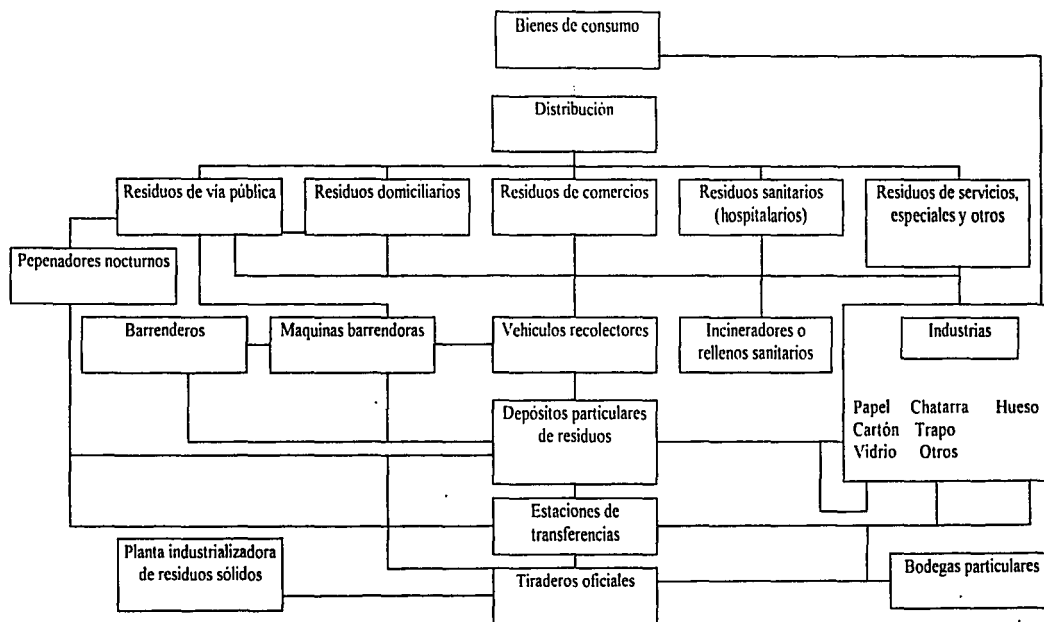 Bienes de consumo
Distribución
Residuos de vía pública
Residuos domiciliarios
Residuos de comercios
Residuos sanitarios
(hospitalarios)
Residuos de servicios,
especiales y otros
Pepenadores nocturnos
Barrenderos
Maquinas barrendoras
Vehiculos recolectores
Incineradores o
rellenos sanitarios
Industrias
Papel Chatarra Hueso
Cartón Trapo
Vidrio Otros
Depósitos particulares
de residuos
Estaciones de
transferencias
Planta industrializadora
de residuos sólidos
Tiraderos oficiales
Bodegas particulares